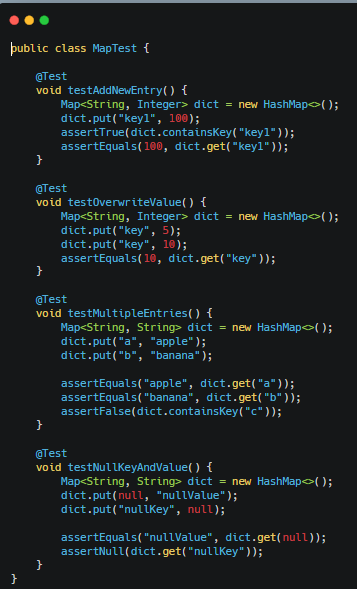 public class MapTest {

    @Test
    void testAddNewEntry() {
        Map<String, Integer> dict = new HashMap<>();
        dict.put("key1", 100);
        assertTrue(dict.containsKey("key1"));
        assertEquals(100, dict.get("key1"));
    }

    @Test
    void testOverwriteValue() {
        Map<String, Integer> dict = new HashMap<>();
        dict.put("key", 5);
        dict.put("key", 10);
        assertEquals(10, dict.get("key"));
    }

    @Test
    void testMultipleEntries() {
        Map<String, String> dict = new HashMap<>();
        dict.put("a", "apple");
        dict.put("b", "banana");

        assertEquals("apple", dict.get("a"));
        assertEquals("banana", dict.get("b"));
        assertFalse(dict.containsKey("c"));
    }

    @Test
    void testNullKeyAndValue() {
        Map<String, String> dict = new HashMap<>();
        dict.put(null, "nullValue");
        dict.put("nullKey", null);

        assertEquals("nullValue", dict.get(null));
        assertNull(dict.get("nullKey"));
    }
}